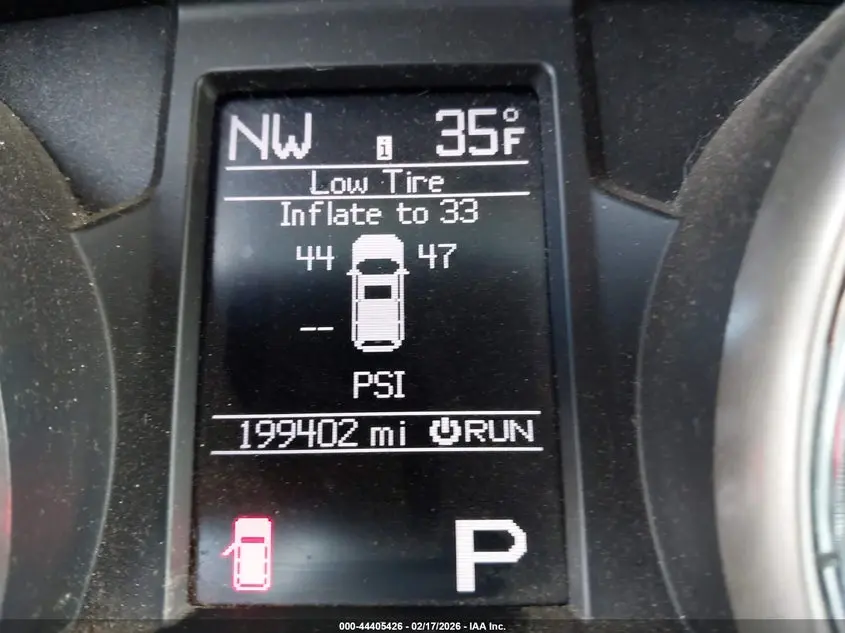 NW i 35°F
Low Tire
Inflate to 33
44 47
--
PSI
199402 mi RUN
P
000-44405426 - 02/17/2026 - IAA Inc.